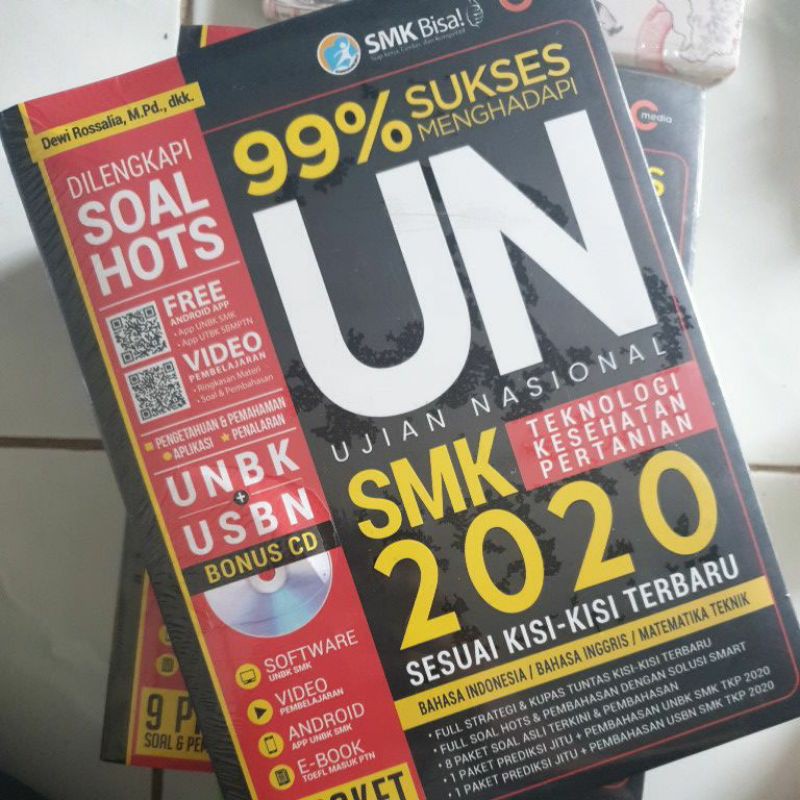 SMK Bisa!
Dewi Rossalia, M.Pd., dkk.
99% SUKSES
MENGHADAPI
UN
UJIAN NASIONAL
SMK
TEKNOLOGI
KESEHATAN
PERTANIAN
2020
SESUAI KISI-KISI TERBARU
BAHASA INDONESIA / BAHASA INGGRIS / MATEMATIKA TEKNIK
• FULL STRATEGI & KUPAS TUNTAS KISI-KISI TERBARU
• FULL SOAL HOTS & PEMBAHASAN DENGAN SOLUSI SMART
• 8 PAKET SOAL ASLI TERKINI & PEMBAHASAN
• 1 PAKET PREDIKSI JITU + PEMBAHASAN UNBK SMK TKP 2020
• 1 PAKET PREDIKSI JITU + PEMBAHASAN USBN SMK TKP 2020
DILENGKAPI
SOAL
HOTS
FREE
ANDROID APP
• App UNBK SMK
• App UTBK SBMPTN
VIDEO
PEMBELAJARAN
• Ringkasan Materi
• Soal & Pembahasan
PENGETAHUAN & PEMAHAMAN
APLIKASI PENALARAN
UNBK
+
USBN
BONUS CD
SOFTWARE
UNBK SMK
VIDEO
PEMBELAJARAN
ANDROID
APP UNBK SMK
E-BOOK
TOEFL MASUK PTN
media
S
9 P
SOAL & PE